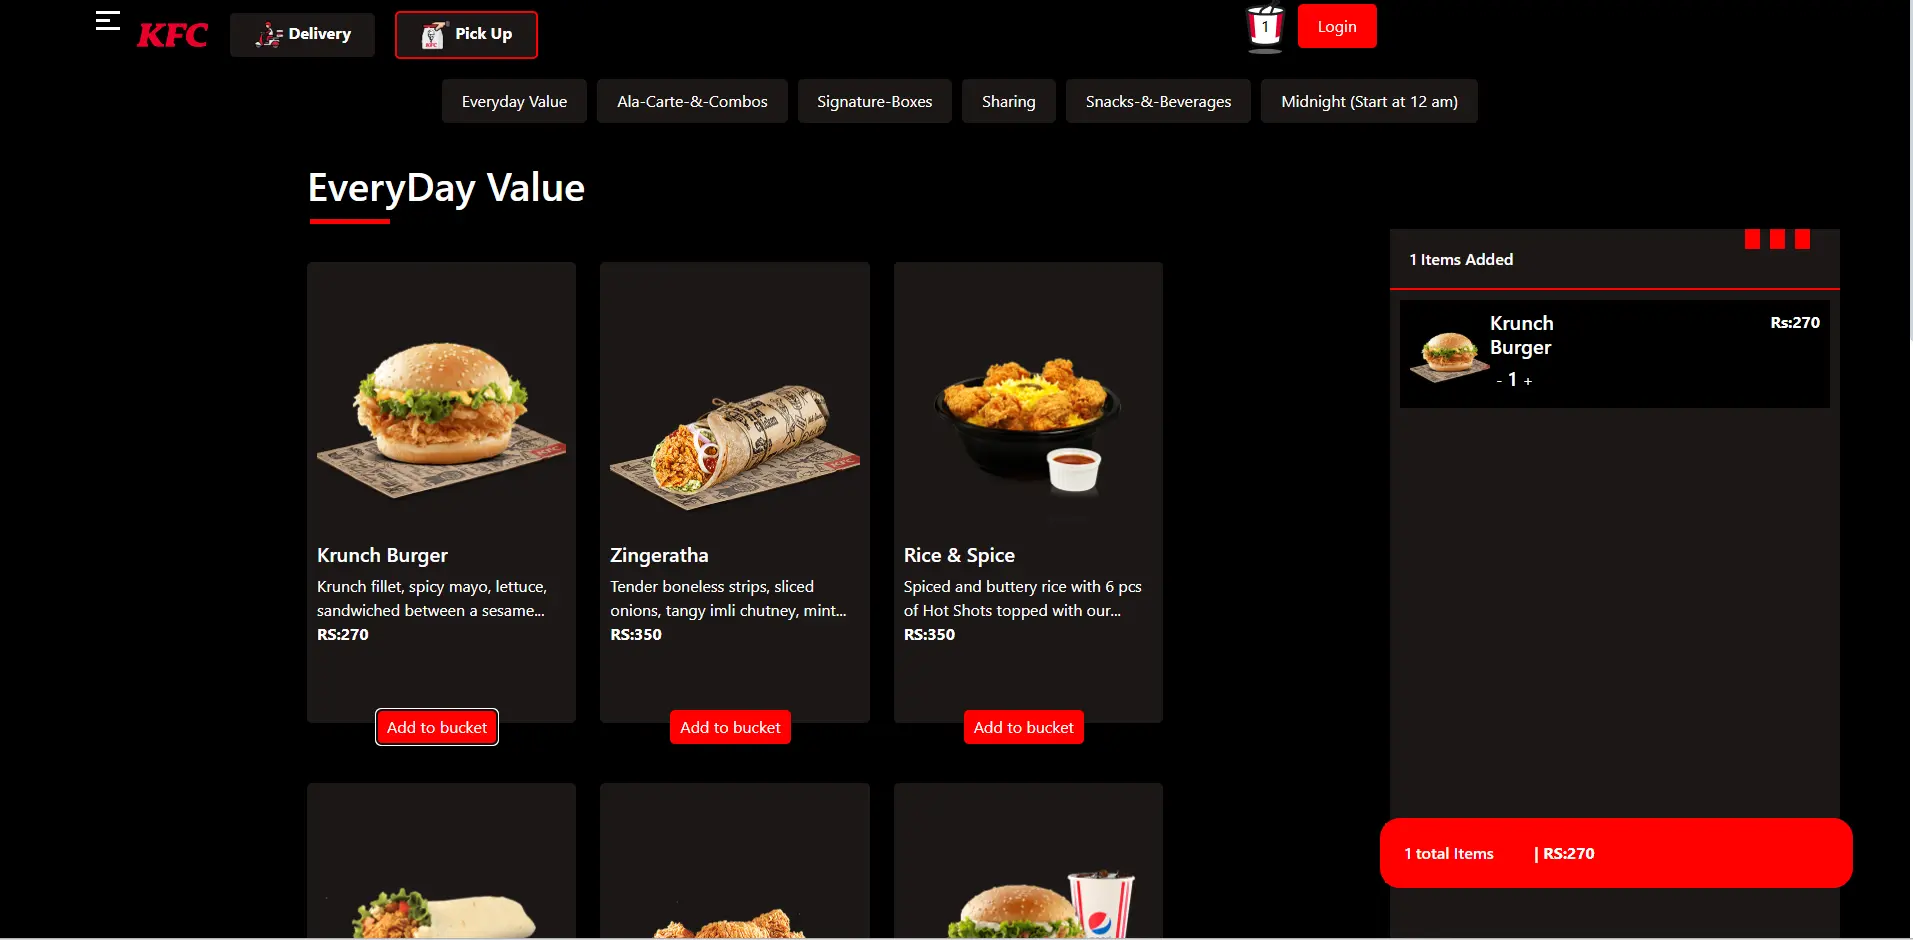 KFC
Delivery
Pick Up
1
Login
Everyday Value
Ala-Carte-&-Combos
Signature-Boxes
Sharing
Snacks-&-Beverages
Midnight (Start at 12 am)
EveryDay Value
1 Items Added
Krunch
Burger
Rs:270
- 1 +
Krunch Burger
Krunch fillet, spicy mayo, lettuce,
sandwiched between a sesame...
RS:270
Add to bucket
Zingeratha
Tender boneless strips, sliced
onions, tangy imli chutney, mint...
RS:350
Add to bucket
Rice & Spice
Spiced and buttery rice with 6 pcs
of Hot Shots topped with our...
RS:350
Add to bucket
1 total Items
| RS:270